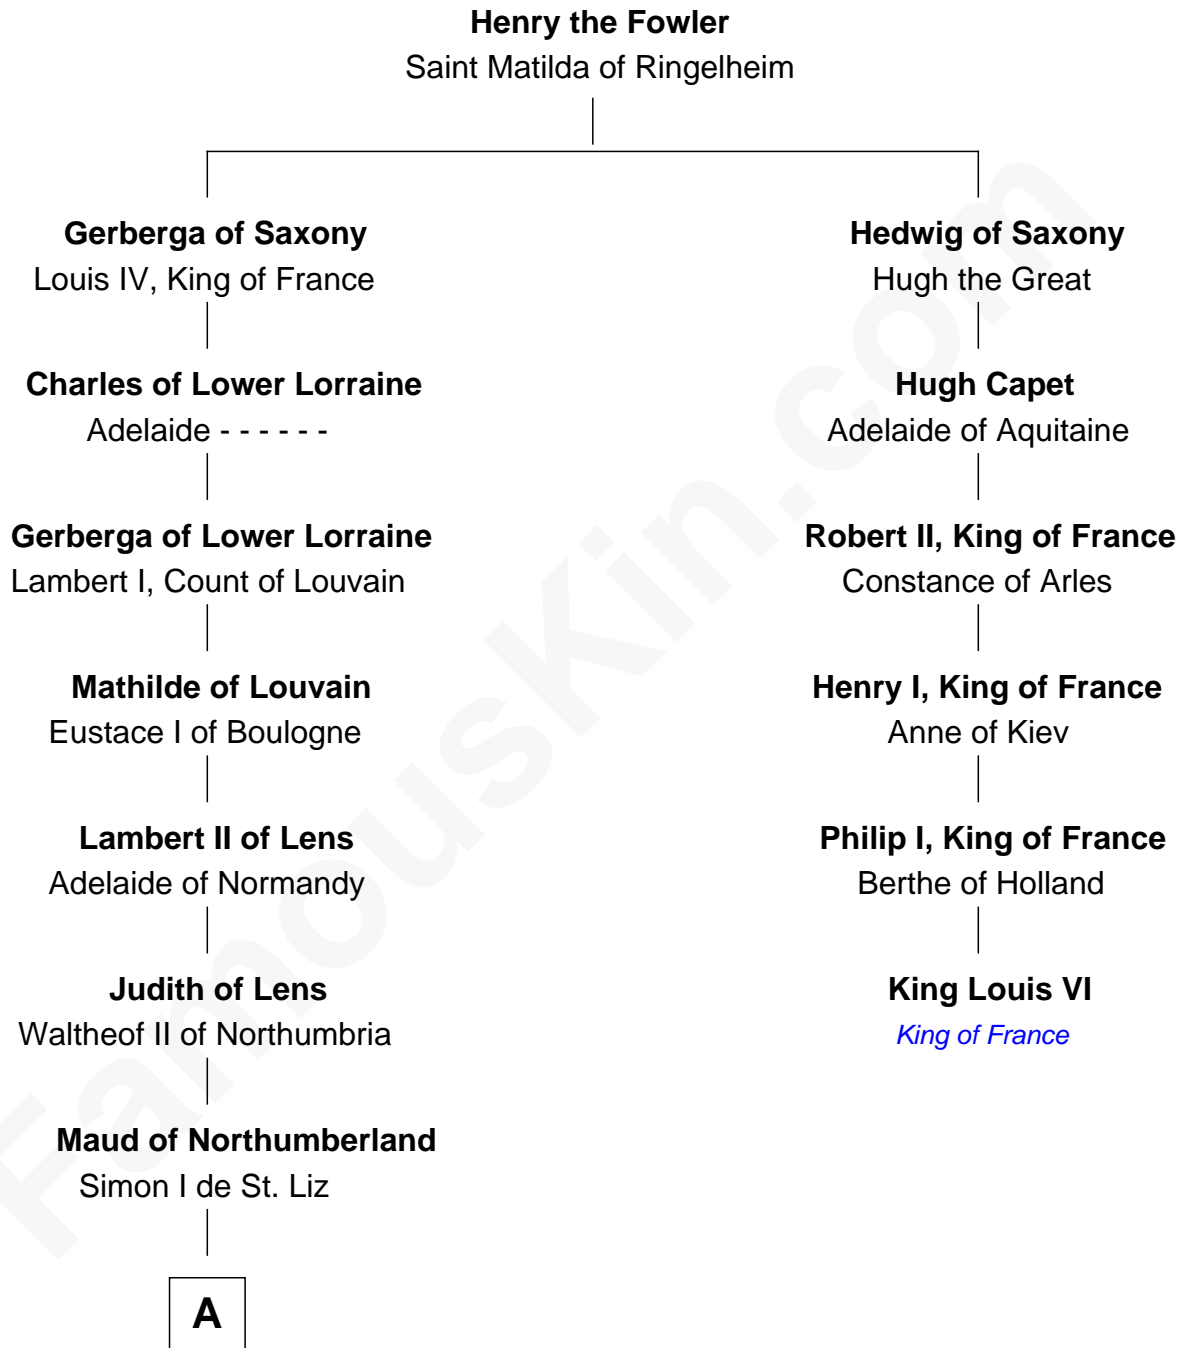 Henry the Fowler
Saint Matilda of Ringelheim
Gerberga of Saxony
Louis IV, King of France
Hedwig of Saxony
Hugh the Great
Charles of Lower Lorraine
Adelaide - - - - - -
Hugh Capet
Adelaide of Aquitaine
Gerberga of Lower Lorraine
Lambert I, Count of Louvain
Robert II, King of France
Constance of Arles
Mathilde of Louvain
Eustace I of Boulogne
Henry I, King of France
Anne of Kiev
Lambert II of Lens
Adelaide of Normandy
Philip I, King of France
Berthe of Holland
Judith of Lens
Waltheof II of Northumbria
King Louis VI
King of France
Maud of Northumberland
Simon I de St. Liz
A
FamousKin.com